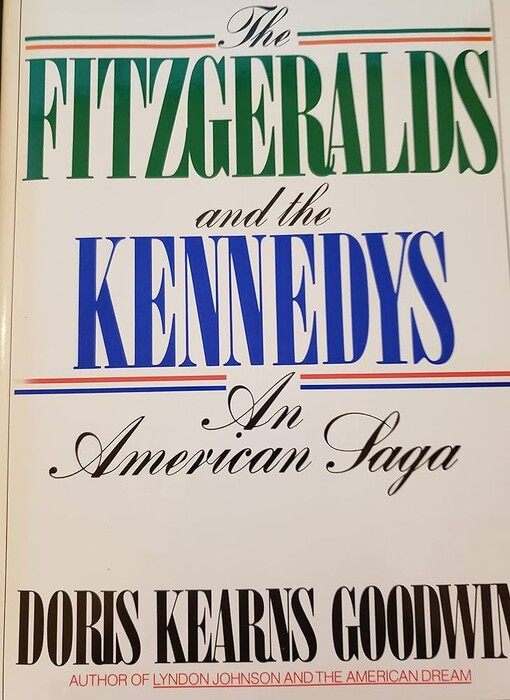 The
FITZGERALDS
and the
KENNEDYS
An
American Saga
DORIS KEARNS GOODWIN
AUTHOR OF LYNDON JOHNSON AND THE AMERICAN DREAM